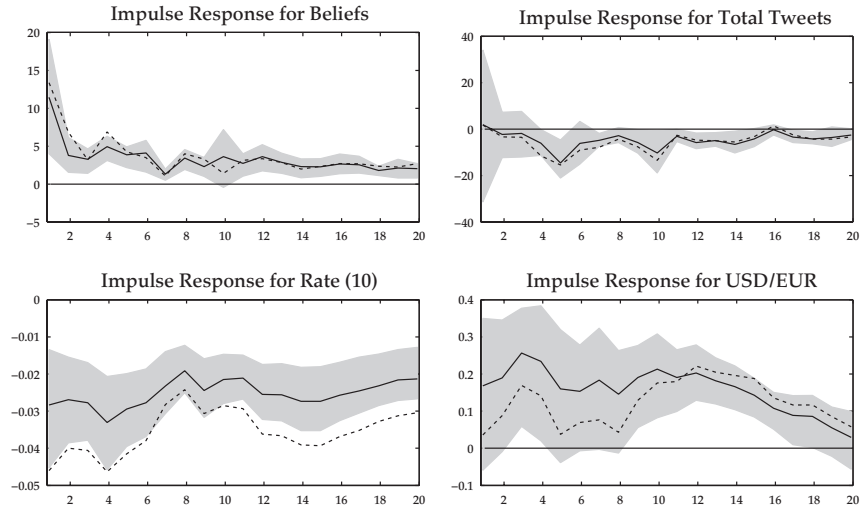 Impulse Response for Beliefs
20
15
10
5
0
−5
2 4 6 8 10 12 14 16 18 20
Impulse Response for Total Tweets
40
20
0
−20
−40
2 4 6 8 10 12 14 16 18 20
Impulse Response for Rate (10)
0
−0.01
−0.02
−0.03
−0.04
−0.05
2 4 6 8 10 12 14 16 18 20
Impulse Response for USD/EUR
0.4
0.3
0.2
0.1
0
−0.1
2 4 6 8 10 12 14 16 18 20